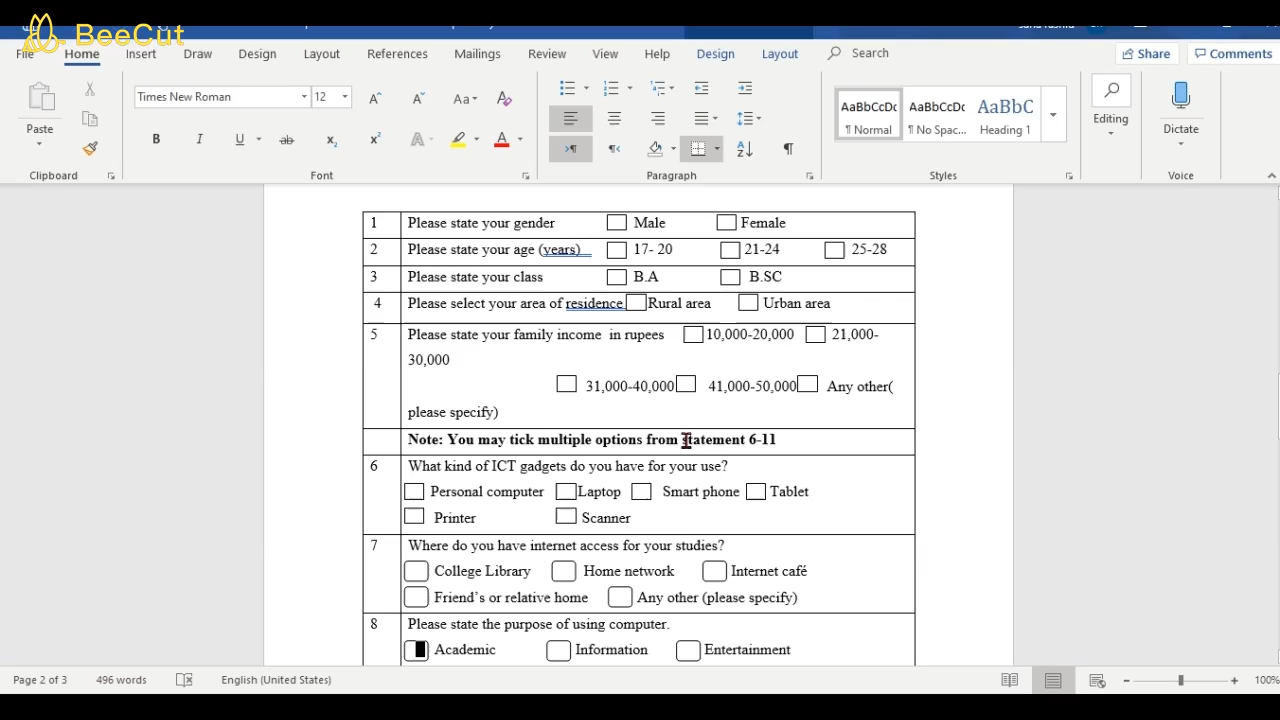 BeeCut
File Home Insert Draw Design Layout References Mailings Review View Help Design Layout Search Share Comments
Times New Roman 12 Aa AaBbCcDc AaBbCcDc AaBbC
Paste ¶ Normal ¶ No Spac... Heading 1 Editing Dictate
Clipboard Font Paragraph Styles Voice
1 Please state your gender Male Female
2 Please state your age (years) 17- 20 21-24 25-28
3 Please state your class B.A B.SC
4 Please select your area of residence Rural area Urban area
5 Please state your family income in rupees 10,000-20,000 21,000-
30,000
31,000-40,000 41,000-50,000 Any other(
please specify)
Note: You may tick multiple options from statement 6-11
6 What kind of ICT gadgets do you have for your use?
Personal computer Laptop Smart phone Tablet
Printer Scanner
7 Where do you have internet access for your studies?
College Library Home network Internet café
Friend’s or relative home Any other (please specify)
8 Please state the purpose of using computer.
Academic Information Entertainment
Page 2 of 3 496 words English (United States) 100%